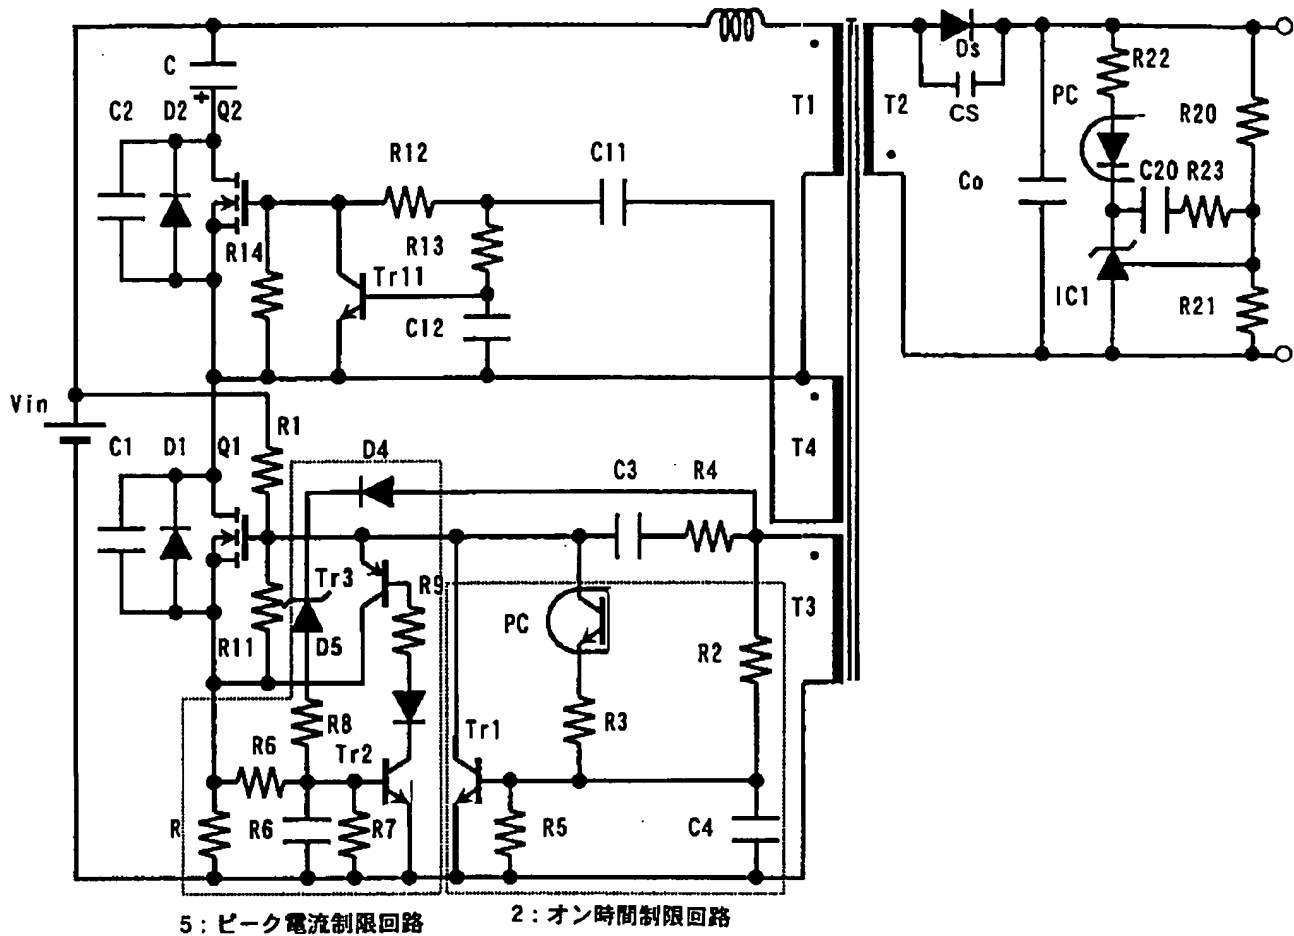 C
+
C2 D2 Q2
R12
C11
R13
R14
Tr11
C12
T1
T2
Ds
CS
Co
PC
R22
R20
C20 R23
IC1
R21
Vin
C1 D1 Q1
R1
D4
C3 R4
T4
T3
Tr3
R9
R11
D5
PC
R2
R8
R3
Tr1
R6
Tr2
R
R6
R7
R5
C4
5：ピーク電流制限回路
2：オン時間制限回路